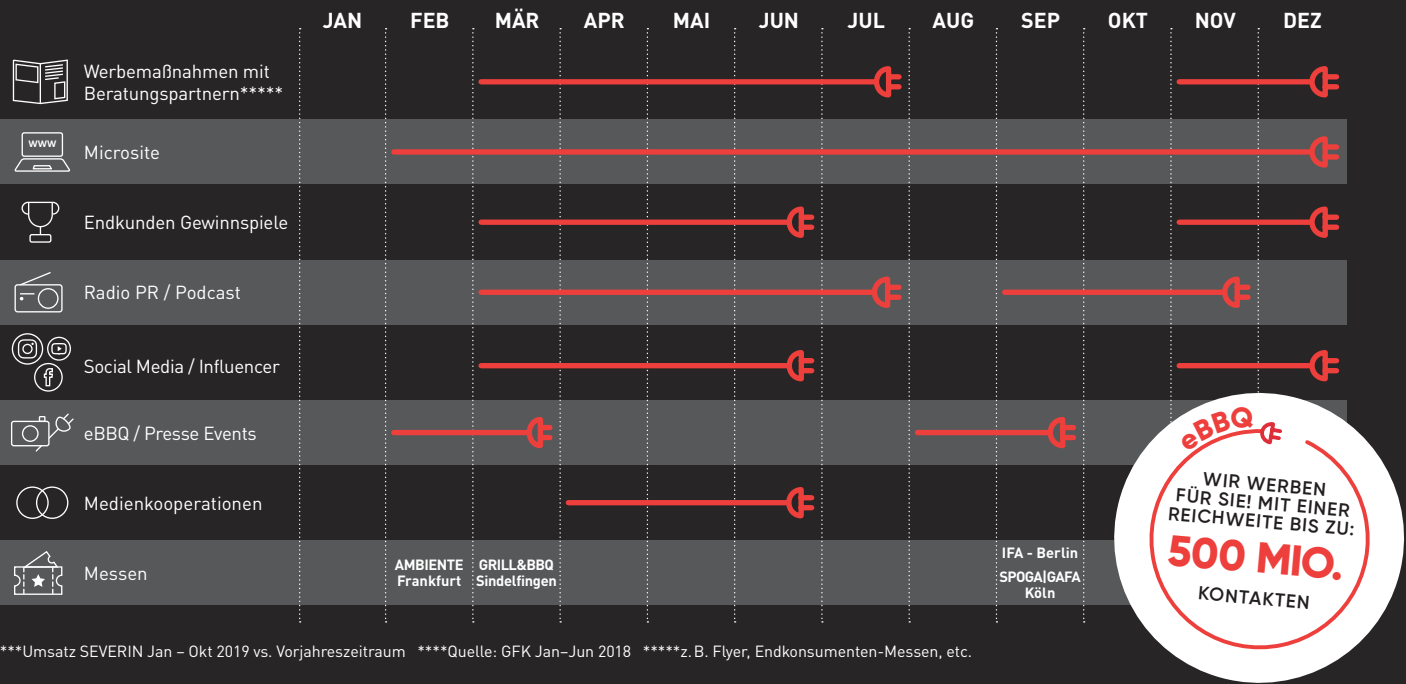 JAN FEB MÄR APR MAI JUN JUL AUG SEP OKT NOV DEZ
Werbemaßnahmen mit
Beratungspartnern*****
www
Microsite
Endkunden Gewinnspiele
Radio PR / Podcast
Social Media / Influencer
eBBQ / Presse Events
Medienkooperationen
Messen
AMBIENTE
Frankfurt
GRILL&BBQ
Sindelfingen
IFA - Berlin
SPOGA|GAFA
Köln
eBBQ
WIR WERBEN
FÜR SIE! MIT EINER
REICHWEITE BIS ZU:
500 MIO.
KONTAKTEN
***Umsatz SEVERIN Jan – Okt 2019 vs. Vorjahreszeitraum ****Quelle: GFK Jan–Jun 2018 *****z. B. Flyer, Endkonsumenten-Messen, etc.